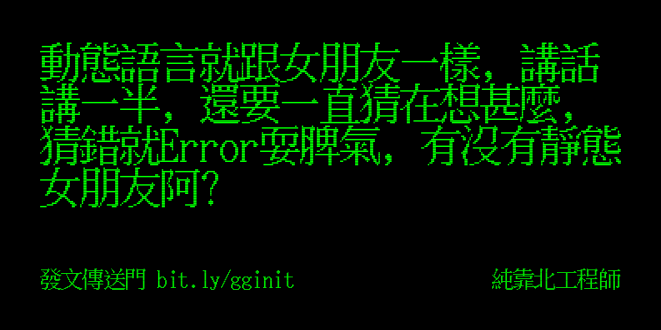 動態語言就跟女朋友一樣, 講話
講一半, 還要一直猜在想甚麼,
猜錯就Error耍脾氣, 有沒有靜態
女朋友阿?
發文傳送門 bit.ly/gginit 純靠北工程師